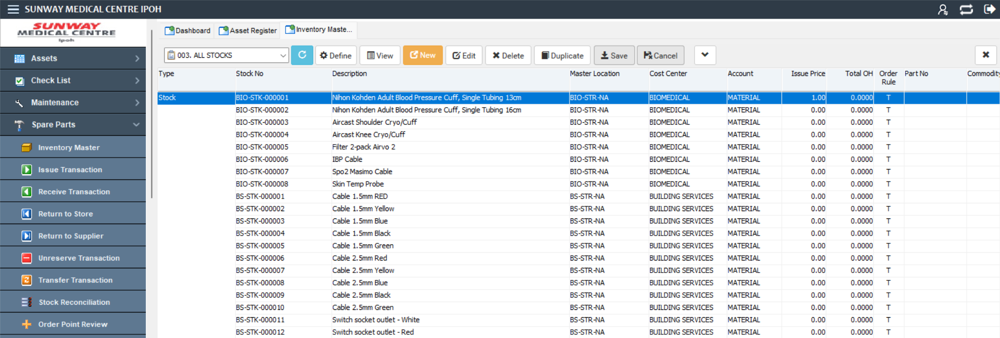 SUNWAY MEDICAL CENTRE IPOH
SUNWAY
MEDICAL CENTRE
Ipoh
Dashboard Asset Register Inventory Maste...
003. ALL STOCKS Define View New Edit Delete Duplicate Save Cancel
Assets
Check List
Maintenance
Spare Parts
Inventory Master
Issue Transaction
Receive Transaction
Return to Store
Return to Supplier
Unreserve Transaction
Transfer Transaction
Stock Reconciliation
Order Point Review
Type Stock No Description Master Location Cost Center Account Issue Price Total OH Order Rule Part No Commodity
Stock BIO-STK-000001 Nihon Kohden Adult Blood Pressure Cuff, Single Tubing 13cm BIO-STR-NA BIOMEDICAL MATERIAL 1.00 0.0000 T
BIO-STK-000002 Nihon Kohden Adult Blood Pressure Cuff, Single Tubing 16cm BIO-STR-NA BIOMEDICAL MATERIAL 0.00 0.0000 T
BIO-STK-000003 Aircast Shoulder Cryo/Cuff BIO-STR-NA BIOMEDICAL MATERIAL 0.00 0.0000 T
BIO-STK-000004 Aircast Knee Cryo/Cuff BIO-STR-NA BIOMEDICAL MATERIAL 0.00 0.0000 T
BIO-STK-000005 Filter 2-pack Airvo 2 BIO-STR-NA BIOMEDICAL MATERIAL 0.00 0.0000 T
BIO-STK-000006 IBP Cable BIO-STR-NA BIOMEDICAL MATERIAL 0.00 0.0000 T
BIO-STK-000007 Spo2 Masimo Cable BIO-STR-NA BIOMEDICAL MATERIAL 0.00 0.0000 T
BIO-STK-000008 Skin Temp Probe BIO-STR-NA BIOMEDICAL MATERIAL 0.00 0.0000 T
BS-STK-000001 Cable 1.5mm RED BS-STR-NA BUILDING SERVICES MATERIAL 0.00 0.0000 T
BS-STK-000002 Cable 1.5mm Yellow BS-STR-NA BUILDING SERVICES MATERIAL 0.00 0.0000 T
BS-STK-000003 Cable 1.5mm Blue BS-STR-NA BUILDING SERVICES MATERIAL 0.00 0.0000 T
BS-STK-000004 Cable 1.5mm Black BS-STR-NA BUILDING SERVICES MATERIAL 0.00 0.0000 T
BS-STK-000005 Cable 1.5mm Green BS-STR-NA BUILDING SERVICES MATERIAL 0.00 0.0000 T
BS-STK-000006 Cable 2.5mm Red BS-STR-NA BUILDING SERVICES MATERIAL 0.00 0.0000 T
BS-STK-000007 Cable 2.5mm Yellow BS-STR-NA BUILDING SERVICES MATERIAL 0.00 0.0000 T
BS-STK-000008 Cable 2.5mm Blue BS-STR-NA BUILDING SERVICES MATERIAL 0.00 0.0000 T
BS-STK-000009 Cable 2.5mm Black BS-STR-NA BUILDING SERVICES MATERIAL 0.00 0.0000 T
BS-STK-000010 Cable 2.5mm Green BS-STR-NA BUILDING SERVICES MATERIAL 0.00 0.0000 T
BS-STK-000011 Switch socket outlet - White BS-STR-NA BUILDING SERVICES MATERIAL 0.00 0.0000 T
BS-STK-000012 Switch socket outlet - Red BS-STR-NA BUILDING SERVICES MATERIAL 0.00 0.0000 T